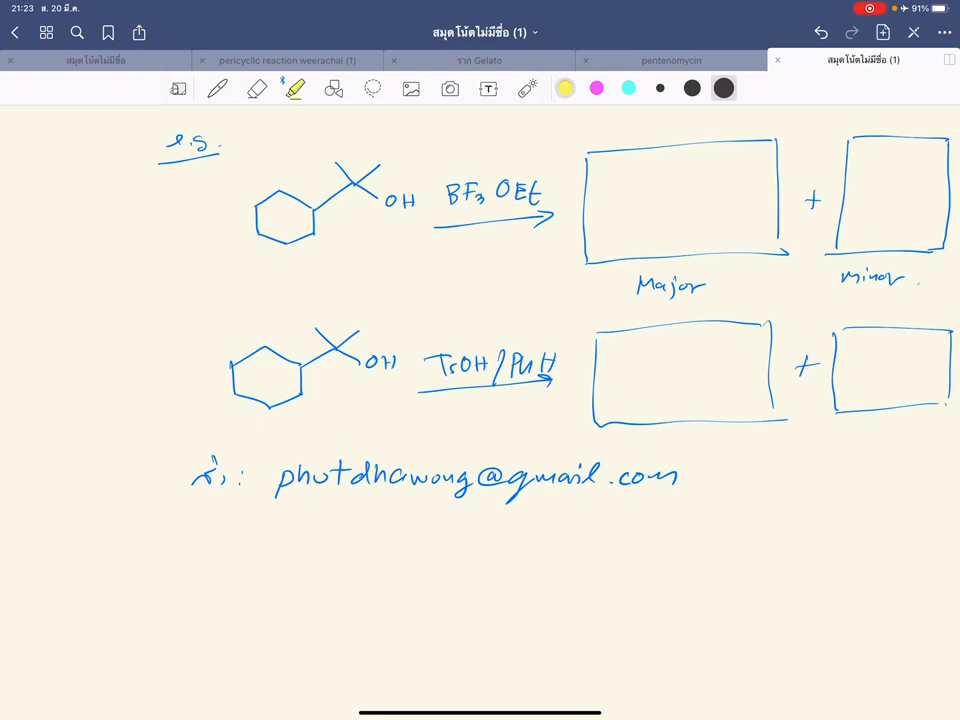 21:23 ส. 20 มี.ค.
91%
สมุดโน้ตไม่มีชื่อ (1)
สมุดโน้ตไม่มีชื่อ
pericyclic reaction weerachai (1)
ราก Gelato
pentenomycin
สมุดโน้ตไม่มีชื่อ (1)
e.g.
OH
BF3 OEt
+
Major
minor.
OH
TsOH/PhH
+
: phutdhawong@gmail.com